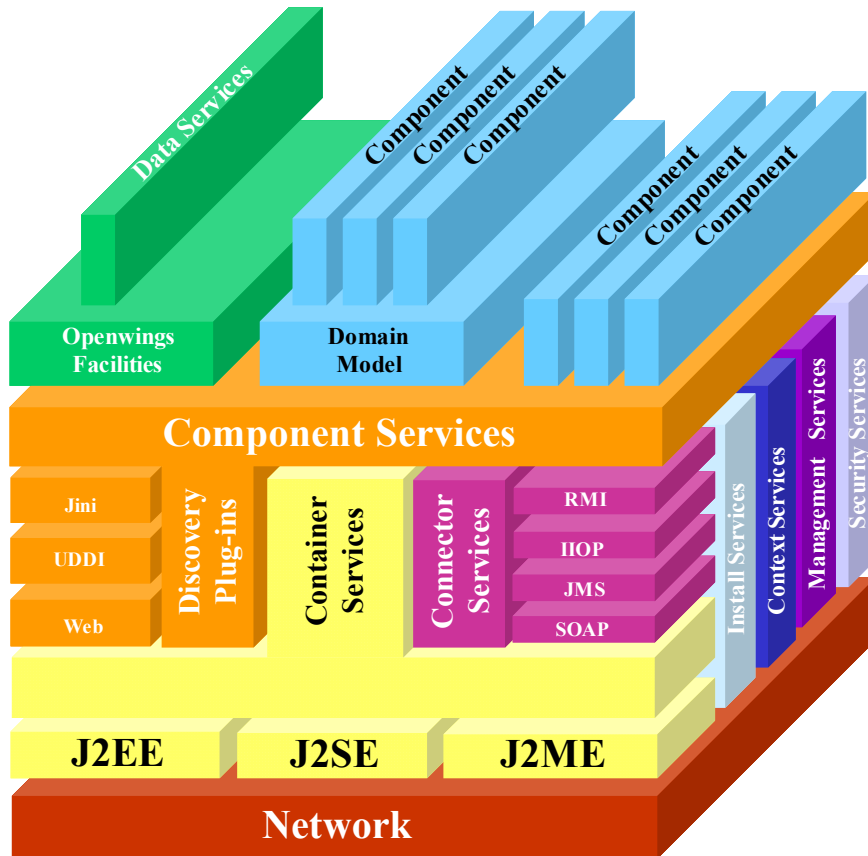 Data Services
Component
Component
Component
Component
Component
Component
Openwings
Facilities
Domain
Model
Component Services
Jini
UDDI
Web
Discovery
Plug-ins
Container
Services
Connector
Services
RMI
IIOP
JMS
SOAP
Install Services
Context Services
Management Services
Security Services
J2EE
J2SE
J2ME
Network